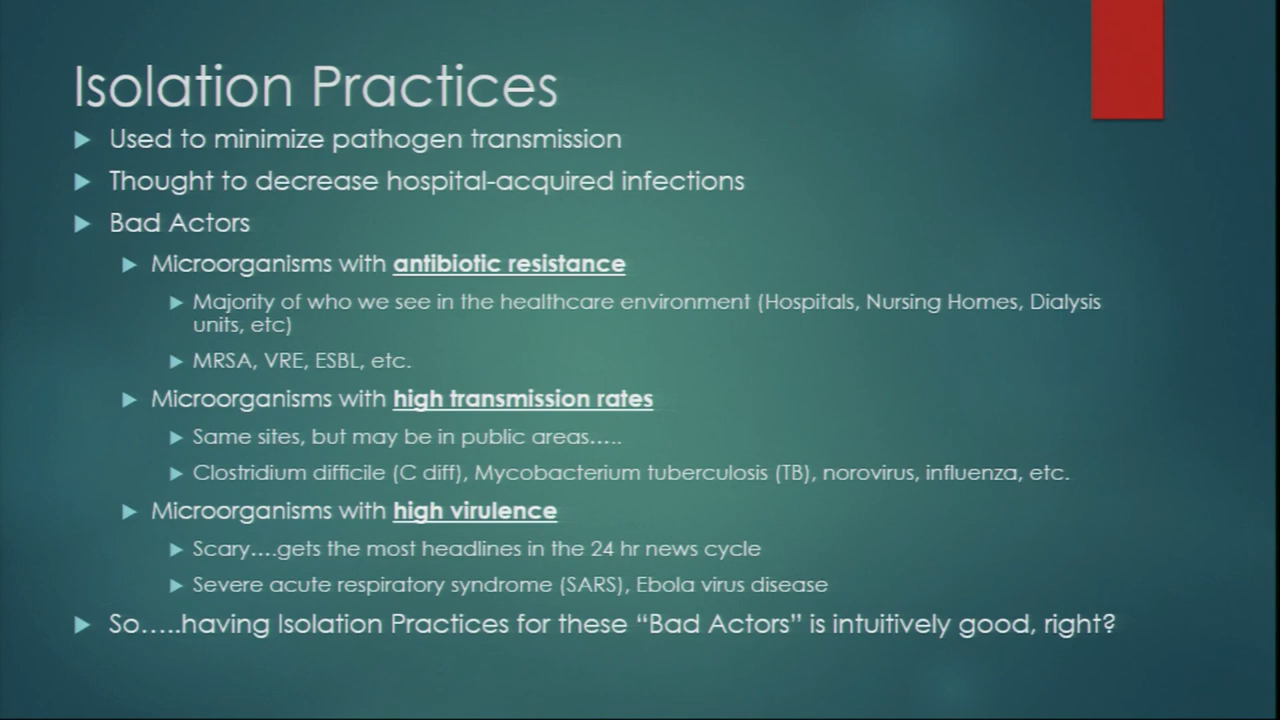 Isolation Practices
Used to minimize pathogen transmission
Thought to decrease hospital-acquired infections
Bad Actors
Microorganisms with antibiotic resistance
Majority of who we see in the healthcare environment (Hospitals, Nursing Homes, Dialysis
units, etc)
MRSA, VRE, ESBL, etc.
Microorganisms with high transmission rates
Same sites, but may be in public areas…..
Clostridium difficile (C diff), Mycobacterium tuberculosis (TB), norovirus, influenza, etc.
Microorganisms with high virulence
Scary….gets the most headlines in the 24 hr news cycle
Severe acute respiratory syndrome (SARS), Ebola virus disease
So…..having Isolation Practices for these “Bad Actors” is intuitively good, right?